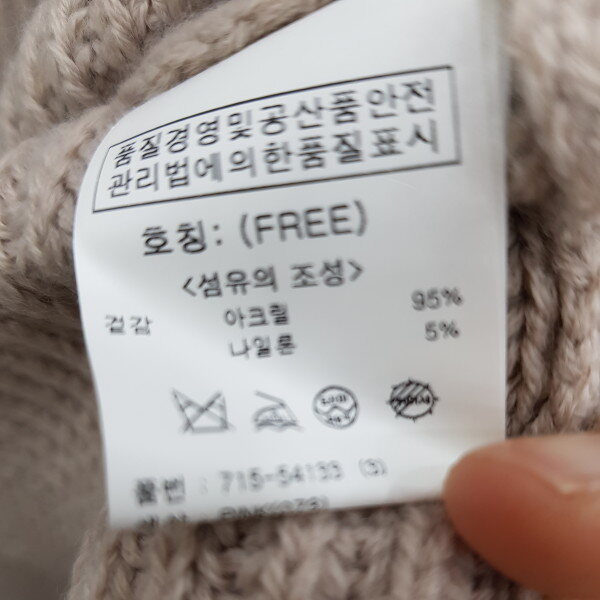 품질경영및공산품안전
관리법에의한품질표시
호칭: (FREE)
<섬유의 조성>
겉감 아크릴 95%
나일론 5%
품번 : 715-54133 (S)